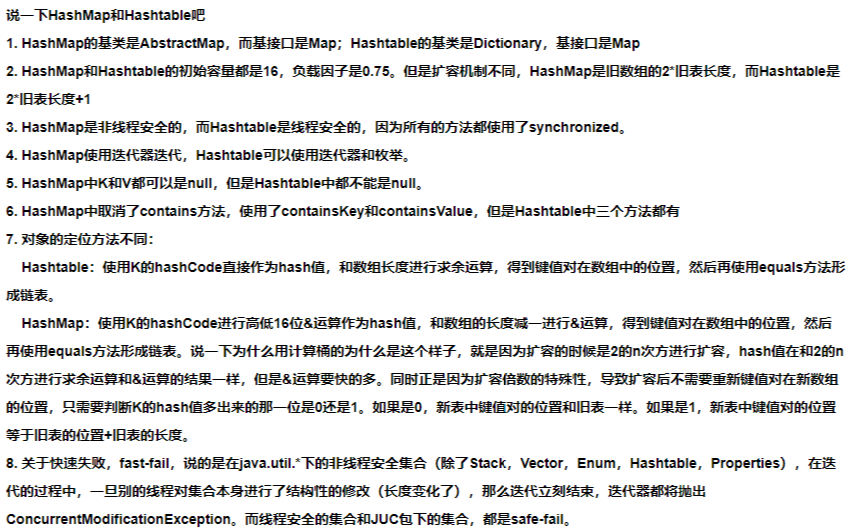 说一下HashMap和Hashtable吧
1. HashMap的基类是AbstractMap，而基接口是Map；Hashtable的基类是Dictionary，基接口是Map
2. HashMap和Hashtable的初始容量都是16，负载因子是0.75。但是扩容机制不同，HashMap是旧数组的2*旧表长度，而Hashtable是
2*旧表长度+1
3. HashMap是非线程安全的，而Hashtable是线程安全的，因为所有的方法都使用了synchronized。
4. HashMap使用迭代器迭代，Hashtable可以使用迭代器和枚举。
5. HashMap中K和V都可以是null，但是Hashtable中都不能是null。
6. HashMap中取消了contains方法，使用了containsKey和containsValue，但是Hashtable中三个方法都有
7. 对象的定位方法不同：
Hashtable：使用K的hashCode直接作为hash值，和数组长度进行求余运算，得到键值对在数组中的位置，然后再使用equals方法形
成链表。
HashMap：使用K的hashCode进行高低16位&运算作为hash值，和数组的长度减一进行&运算，得到键值对在数组中的位置，然后
再使用equals方法形成链表。说一下为什么用计算桶的为什么是这个样子，就是因为扩容的时候是2的n次方进行扩容，hash值在和2的n
次方进行求余运算和&运算的结果一样，但是&运算要快的多。同时正是因为扩容倍数的特殊性，导致扩容后不需要重新键值对在新数组
的位置，只需要判断K的hash值多出来的那一位是0还是1。如果是0，新表中键值对的位置和旧表一样。如果是1，新表中键值对的位置
等于旧表的位置+旧表的长度。
8. 关于快速失败，fast-fail，说的是在java.util.*下的非线程安全集合（除了Stack，Vector，Enum，Hashtable，Properties），在迭
代的过程中，一旦别的线程对集合本身进行了结构性的修改（长度变化了），那么迭代立刻结束，迭代器都将抛出
ConcurrentModificationException。而线程安全的集合和JUC包下的集合，都是safe-fail。